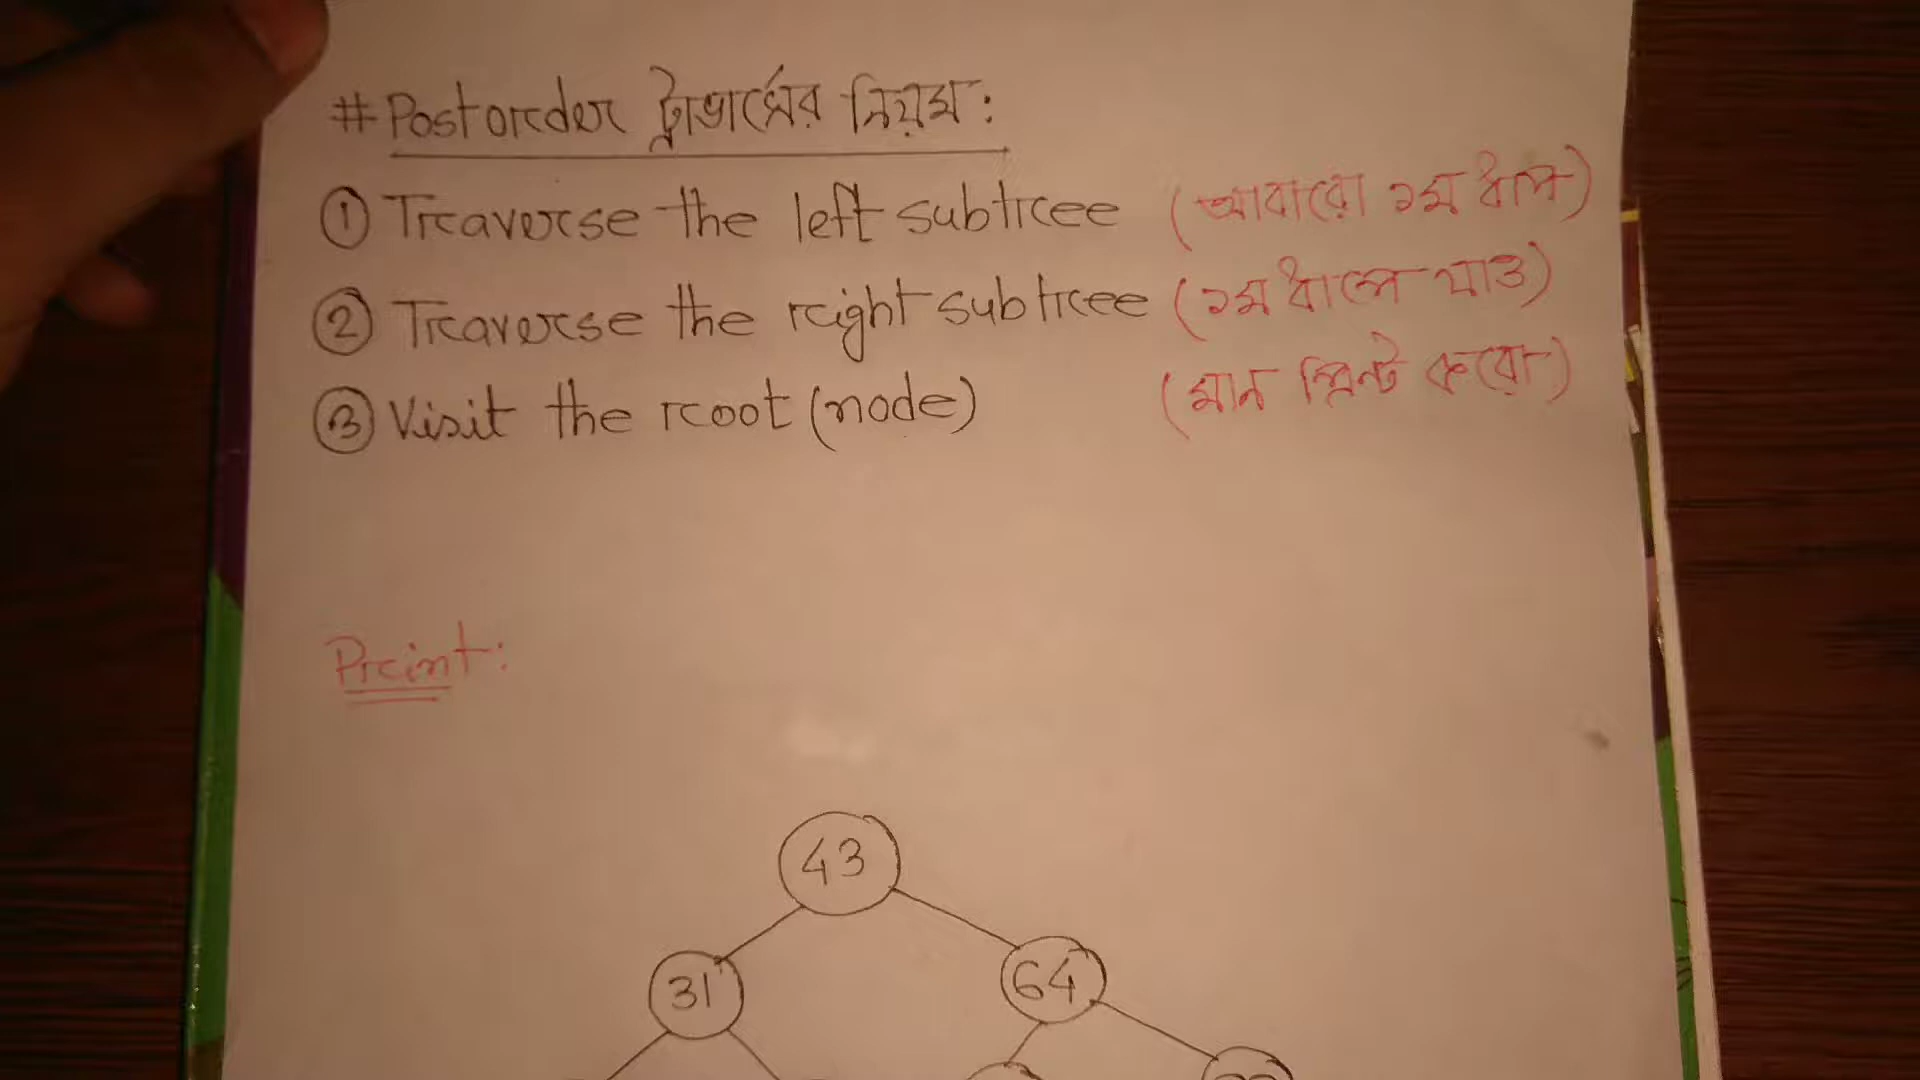 #Postorder ট্রাভার্সের নিয়ম:
① Traverse the left subtree (আবারো ১ম ধাপ)
② Traverse the right subtree (১ম ধাপে যাও)
③ Visit the root (node) (মান প্রিন্ট করো)
Print:
43
31 64